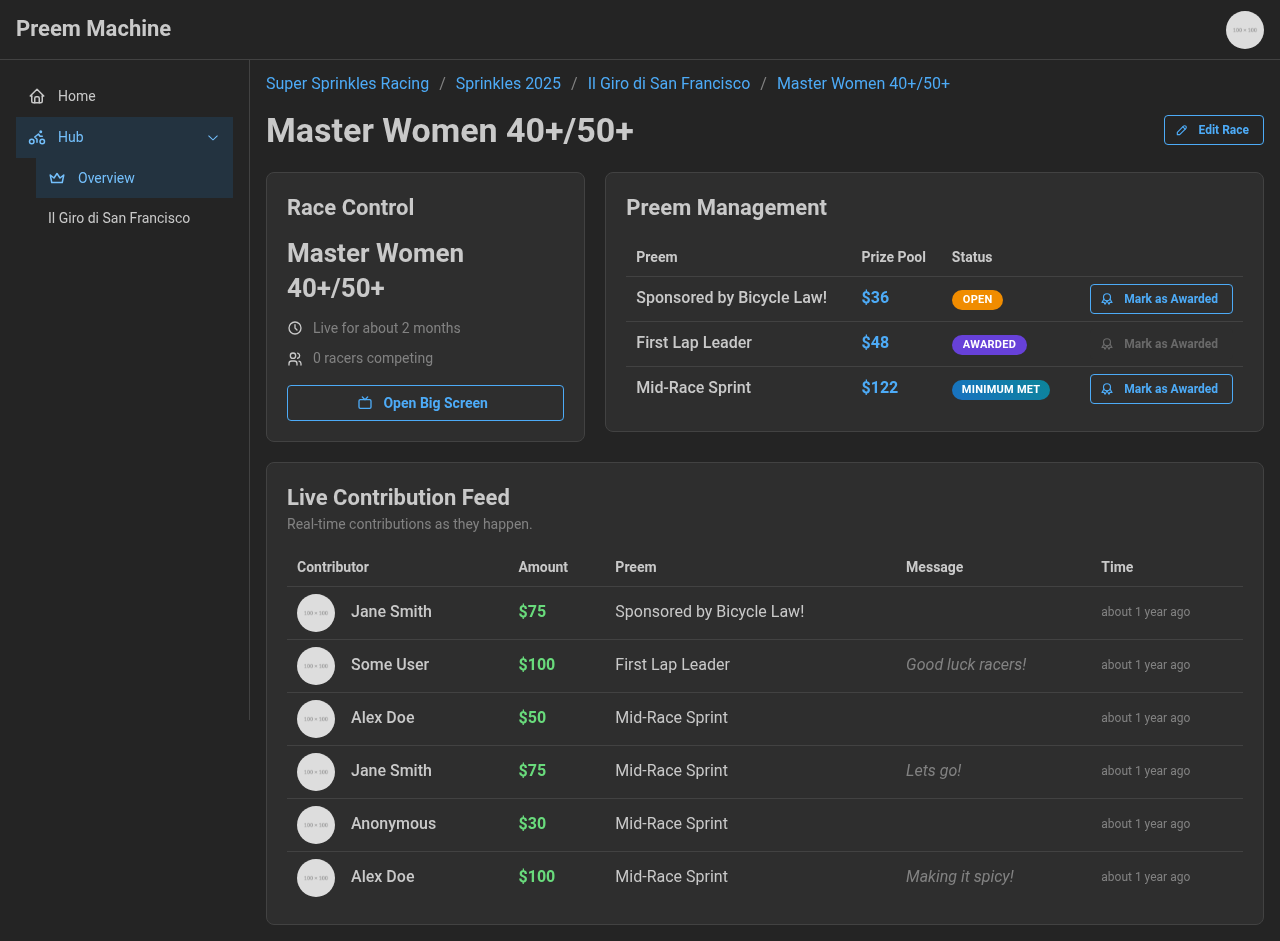 Preem Machine
Home
Hub
Overview
Il Giro di San Francisco
Super Sprinkles Racing / Sprinkles 2025 / Il Giro di San Francisco / Master Women 40+/50+
Master Women 40+/50+
Edit Race
Race Control
Master Women
40+/50+
Live for about 2 months
0 racers competing
Open Big Screen
Preem Management
Preem Prize Pool Status
Sponsored by Bicycle Law! $36 OPEN Mark as Awarded
First Lap Leader $48 AWARDED Mark as Awarded
Mid-Race Sprint $122 MINIMUM MET Mark as Awarded
Live Contribution Feed
Real-time contributions as they happen.
Contributor Amount Preem Message Time
100 × 100 Jane Smith $75 Sponsored by Bicycle Law! about 1 year ago
100 × 100 Some User $100 First Lap Leader Good luck racers! about 1 year ago
100 × 100 Alex Doe $50 Mid-Race Sprint about 1 year ago
100 × 100 Jane Smith $75 Mid-Race Sprint Lets go! about 1 year ago
100 × 100 Anonymous $30 Mid-Race Sprint about 1 year ago
100 × 100 Alex Doe $100 Mid-Race Sprint Making it spicy! about 1 year ago